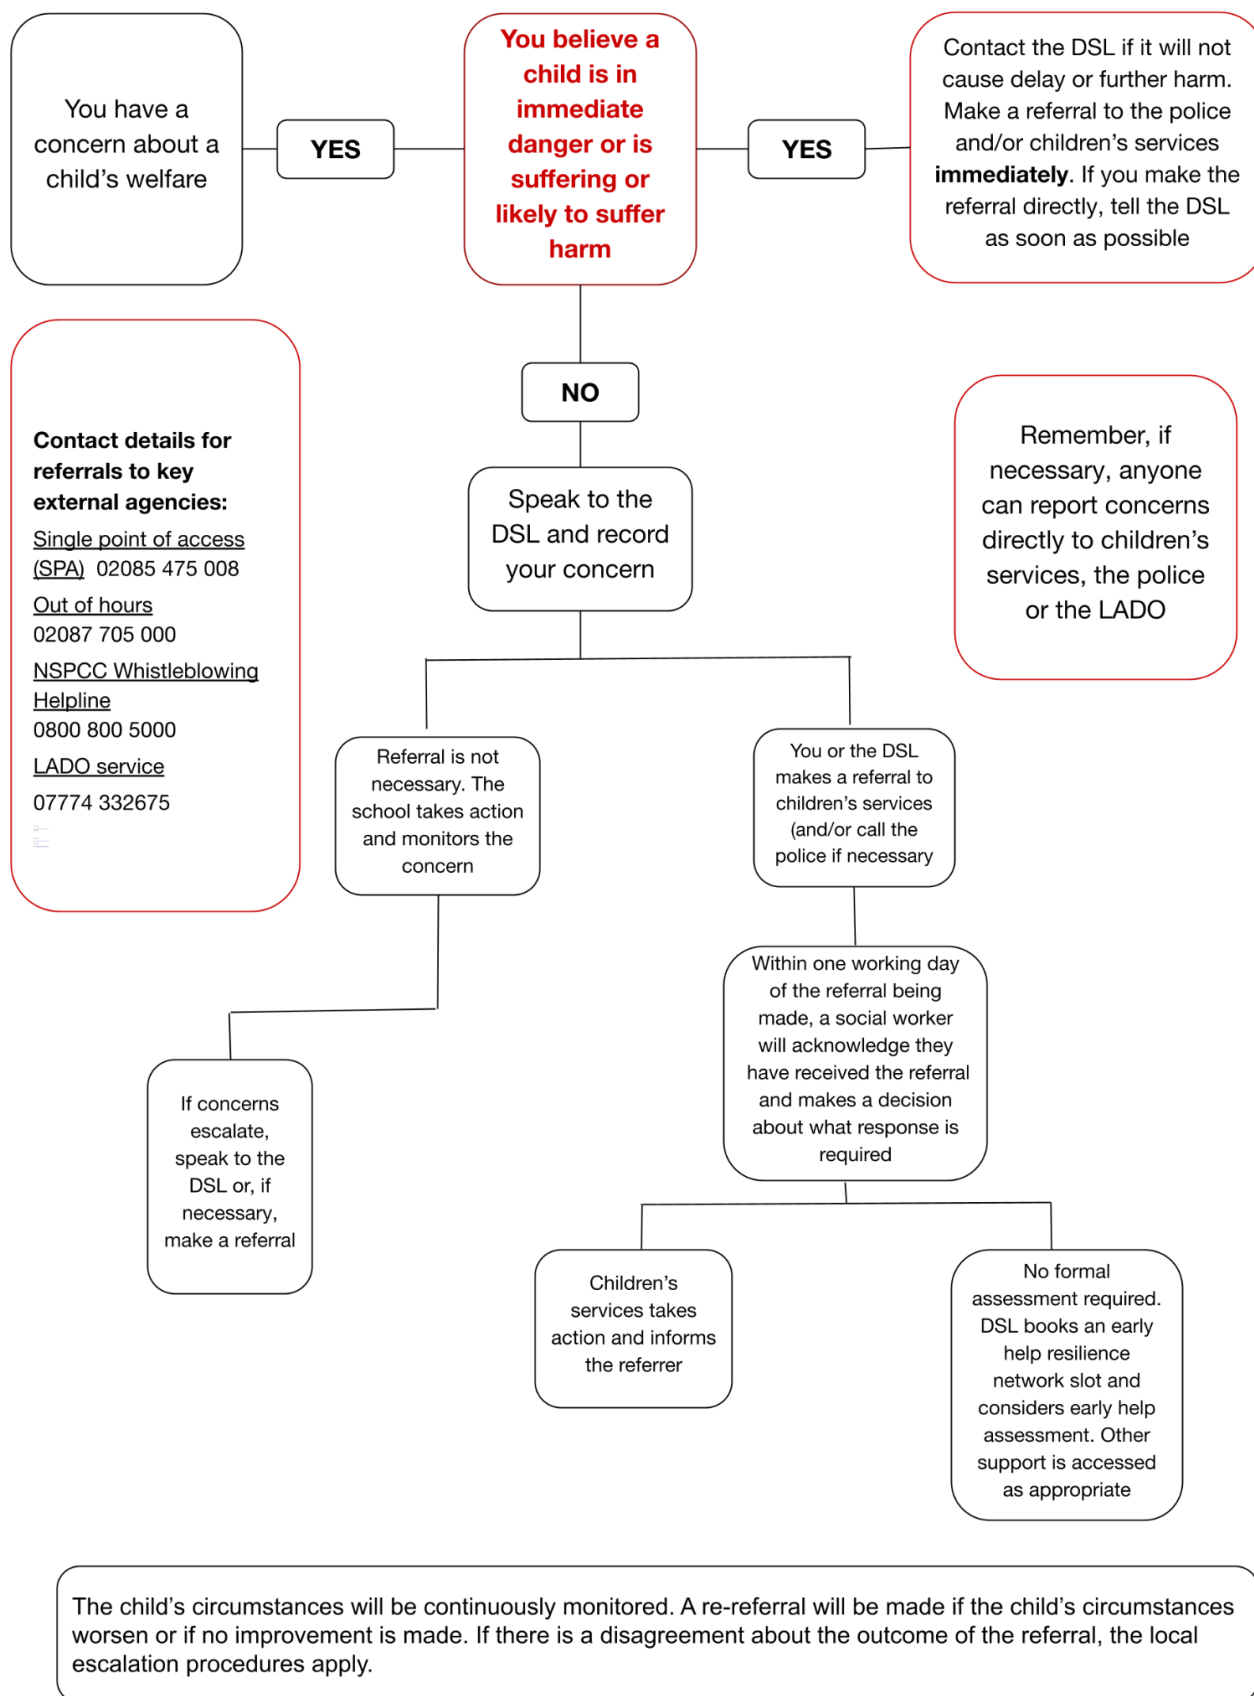 You have a
concern about a
child's welfare
YES
You believe a
child is in
immediate
danger or is
suffering or
likely to suffer
harm
YES
Contact the DSL if it will not
cause delay or further harm.
Make a referral to the police
and/or children's services
immediately. If you make the
referral directly, tell the DSL
as soon as possible
NO
Contact details for
referrals to key
external agencies:
Single point of access
(SPA)  02085 475 008
Out of hours
02087 705 000
NSPCC Whistleblowing
Helpline
0800 800 5000
LADO service
07774 332675
Remember, if
necessary, anyone
can report concerns
directly to children's
services, the police
or the LADO
Speak to the
DSL and record
your concern
Referral is not
necessary. The
school takes action
and monitors the
concern
You or the DSL
makes a referral to
children's services
(and/or call the
police if necessary
Within one working day
of the referral being
made, a social worker
will acknowledge they
have received the referral
and makes a decision
about what response is
required
If concerns
escalate,
speak to the
DSL or, if
necessary,
make a referral
Children's
services takes
action and informs
the referrer
No formal
assessment required.
DSL books an early
help resilience
network slot and
considers early help
assessment. Other
support is accessed
as appropriate
The child's circumstances will be continuously monitored. A re-referral will be made if the child's circumstances
worsen or if no improvement is made. If there is a disagreement about the outcome of the referral, the local
escalation procedures apply.